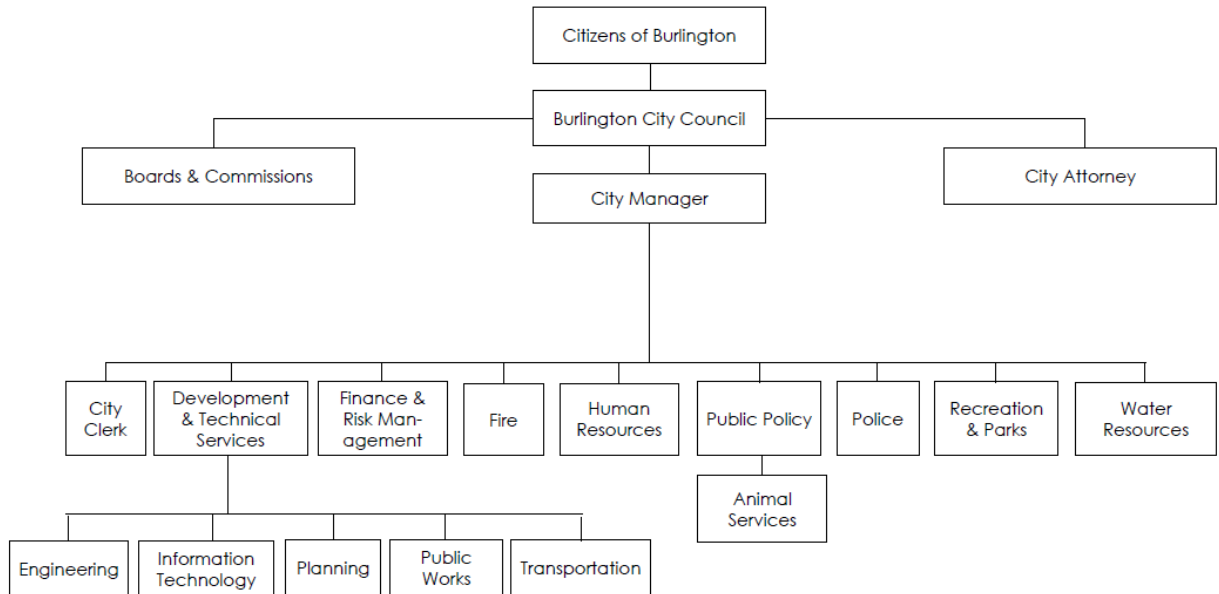 Citizens of Burlington
Burlington City Council
Boards & Commissions
City Attorney
City Manager
City
Clerk
Development
& Technical
Services
Finance &
Risk Man-
agement
Fire
Human
Resources
Public Policy
Police
Recreation
& Parks
Water
Resources
Animal
Services
Engineering
Information
Technology
Planning
Public
Works
Transportation